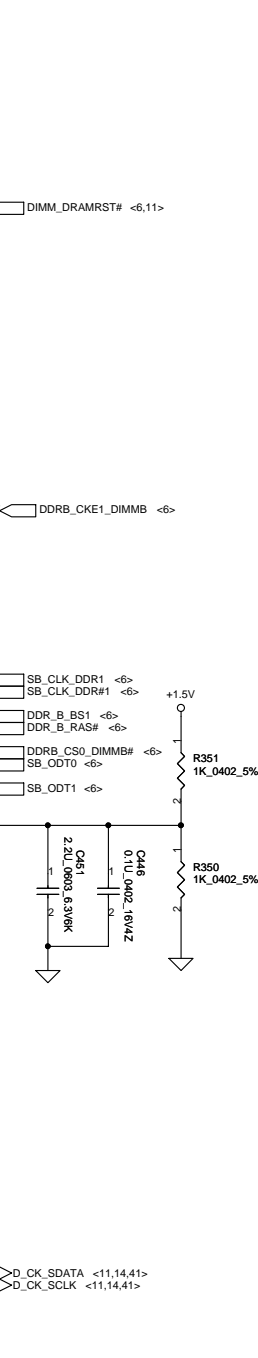 DIMM_DRAMRST# <6,11>
DDRB_CKE1_DIMMB <6>
SB_CLK_DDR1 <6>
SB_CLK_DDR#1 <6>
+1.5V
DDR_B_BS1 <6>
DDR_B_RAS# <6>
1
DDRB_CS0_DIMMB# <6>
SB_ODT0 <6>
R351
1K_0402_5%
SB_ODT1 <6>
2
C451
2.2U_0603_6.3V6K
1
2
C446
0.1U_0402_16V4Z
1
2
1
R350
1K_0402_5%
2
D_CK_SDATA <11,14,41>
D_CK_SCLK <11,14,41>